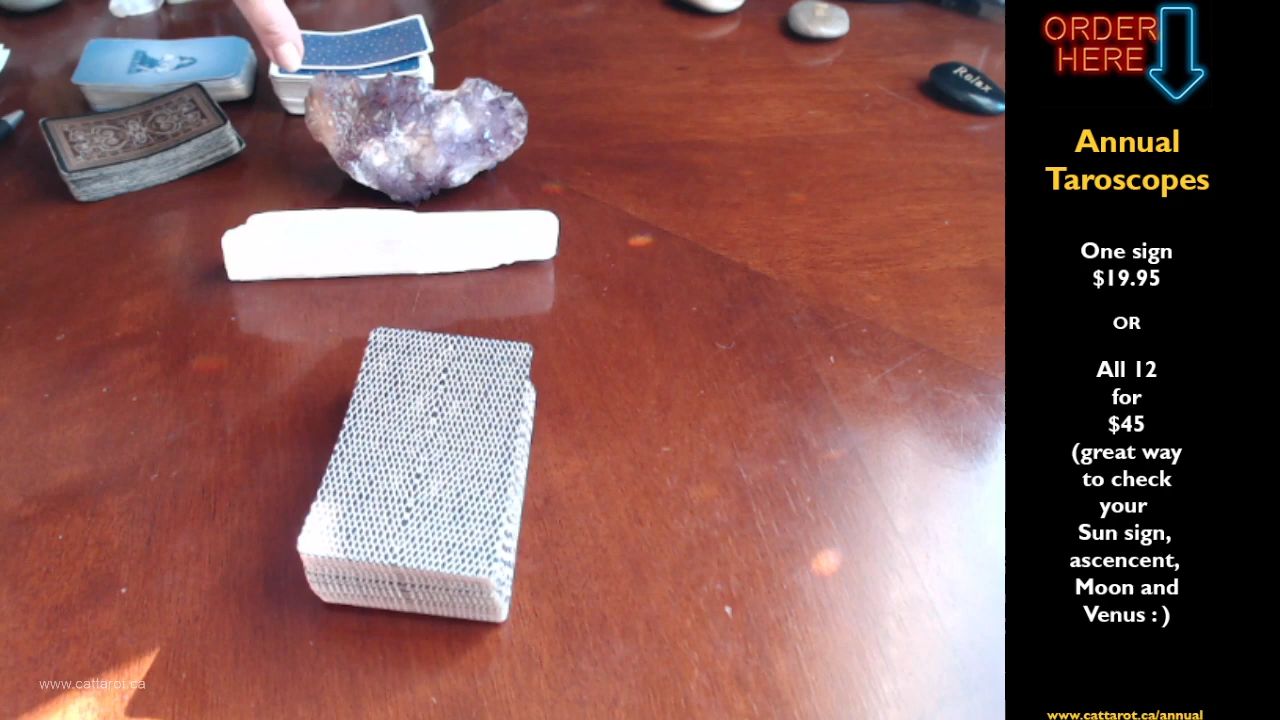 ORDER
HERE
Annual
Taroscopes
One sign
$19.95
OR
All 12
for
$45
(great way
to check
your
Sun sign,
ascencent,
Moon and
Venus : )
www.cattarot.ca/annual
Relax
www.cattarot.ca